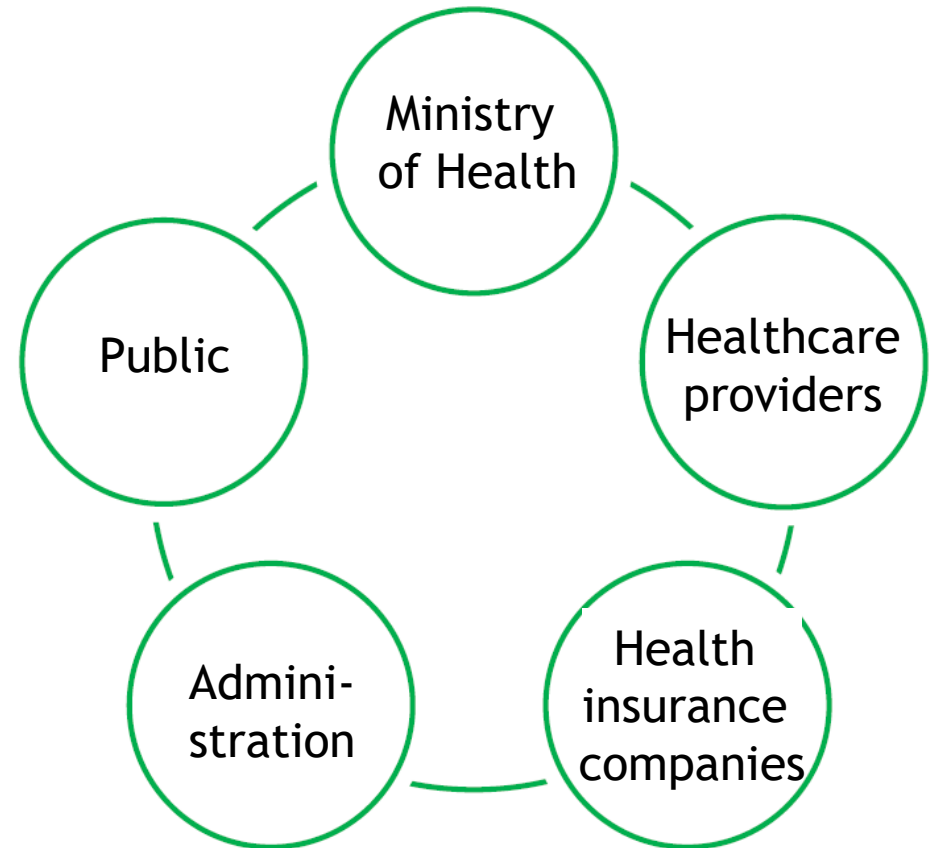 Ministry
of Health
Healthcare
providers
Health
insurance
companies
Admini-
stration
Public